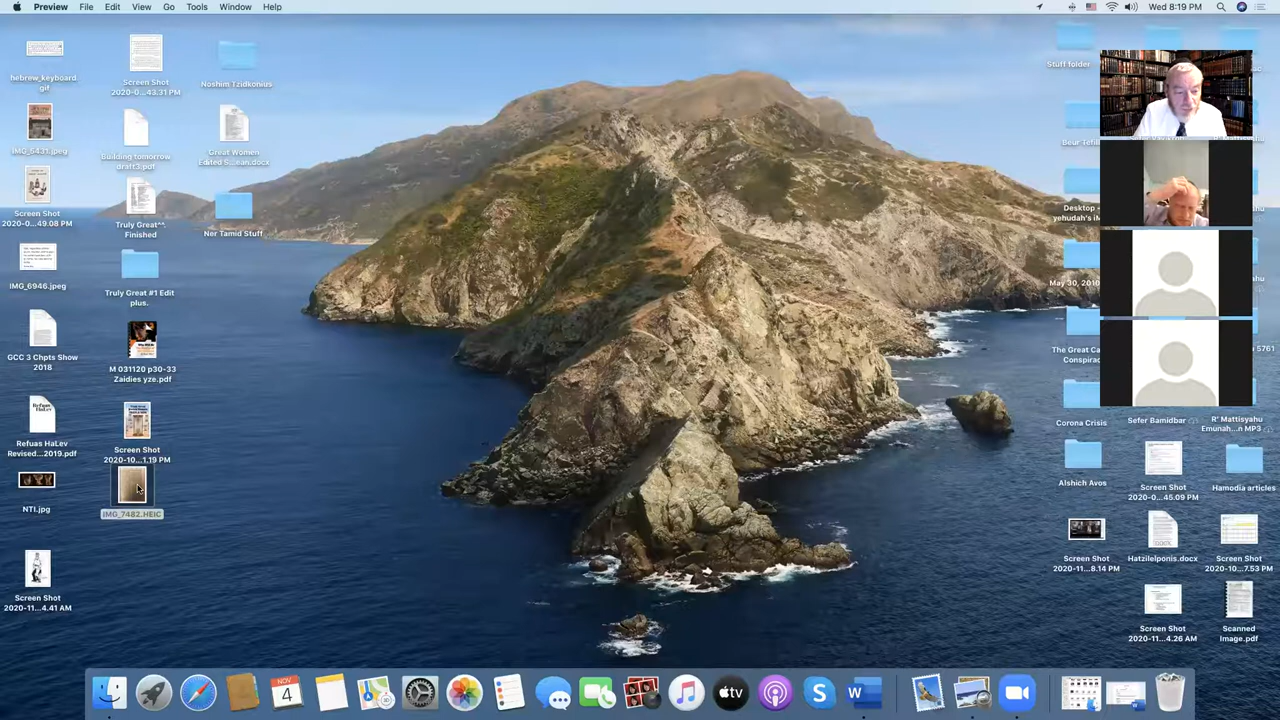 Preview File Edit View Go Tools Window Help
Wed 8:19 PM
hebrew_keyboard.gif
Screen Shot
2020-0...43.31 PM
Noshim Tzidkonius
Stuff folder
IMG_6431.jpeg
Building tomorrow
draft3.pdf
Great Women
Edited S...ean.docx
Screen Shot
2020-0...49.08 PM
Truly Great^^.
Finished
Ner Tamid Stuff
IMG_6946.jpeg
Truly Great #1 Edit
plus.
May 30, 2010
GCC 3 Chpts Show
2018
M 031120 p30-33
Zaidies yze.pdf
The Great Ca
Conspirac
5761
Refuas
HaLev
Refuas HaLev
Revised...2019.pdf
Screen Shot
2020-10...1.19 PM
Corona Crisis
Sefer Bamidbar
R' Mattisyahu
Emunah...n MP3
NTI.jpg
IMG_7482.HEIC
Alshich Avos
Screen Shot
2020-0...45.09 PM
Hamodia articles
Screen Shot
2020-11...8.14 PM
Hatzilelponis.docx
Screen Shot
2020-10...7.53 PM
Screen Shot
2020-11...4.41 AM
Screen Shot
2020-11...4.26 AM
Scanned
Image.pdf
NOV
4
tv
S
W